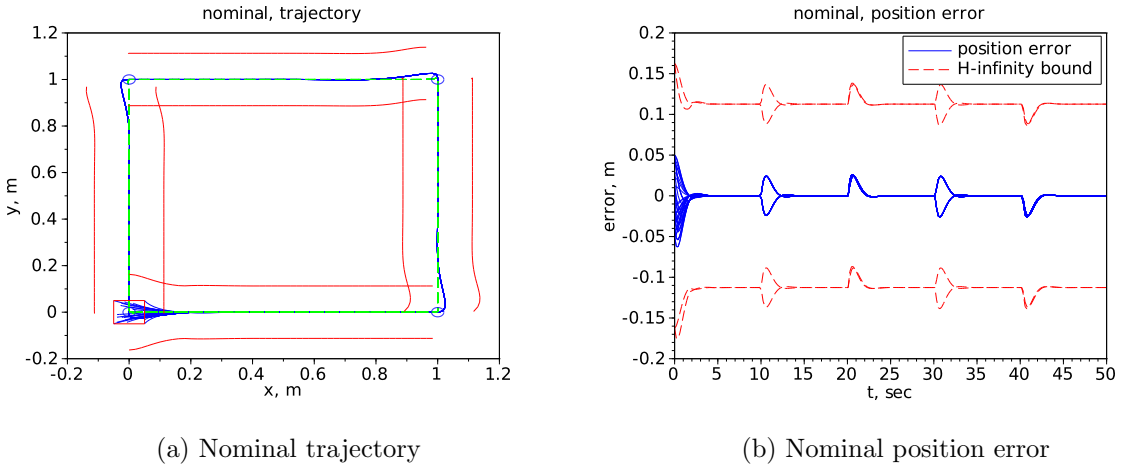 nominal, trajectory
1.2
1
0.8
0.6
0.4
0.2
0
-0.2
y, m
-0.2 0 0.2 0.4 0.6 0.8 1 1.2
x, m
(a) Nominal trajectory
nominal, position error
0.2
0.15
0.1
0.05
0
-0.05
-0.1
-0.15
-0.2
error, m
position error
H-infinity bound
0 5 10 15 20 25 30 35 40 45 50
t, sec
(b) Nominal position error